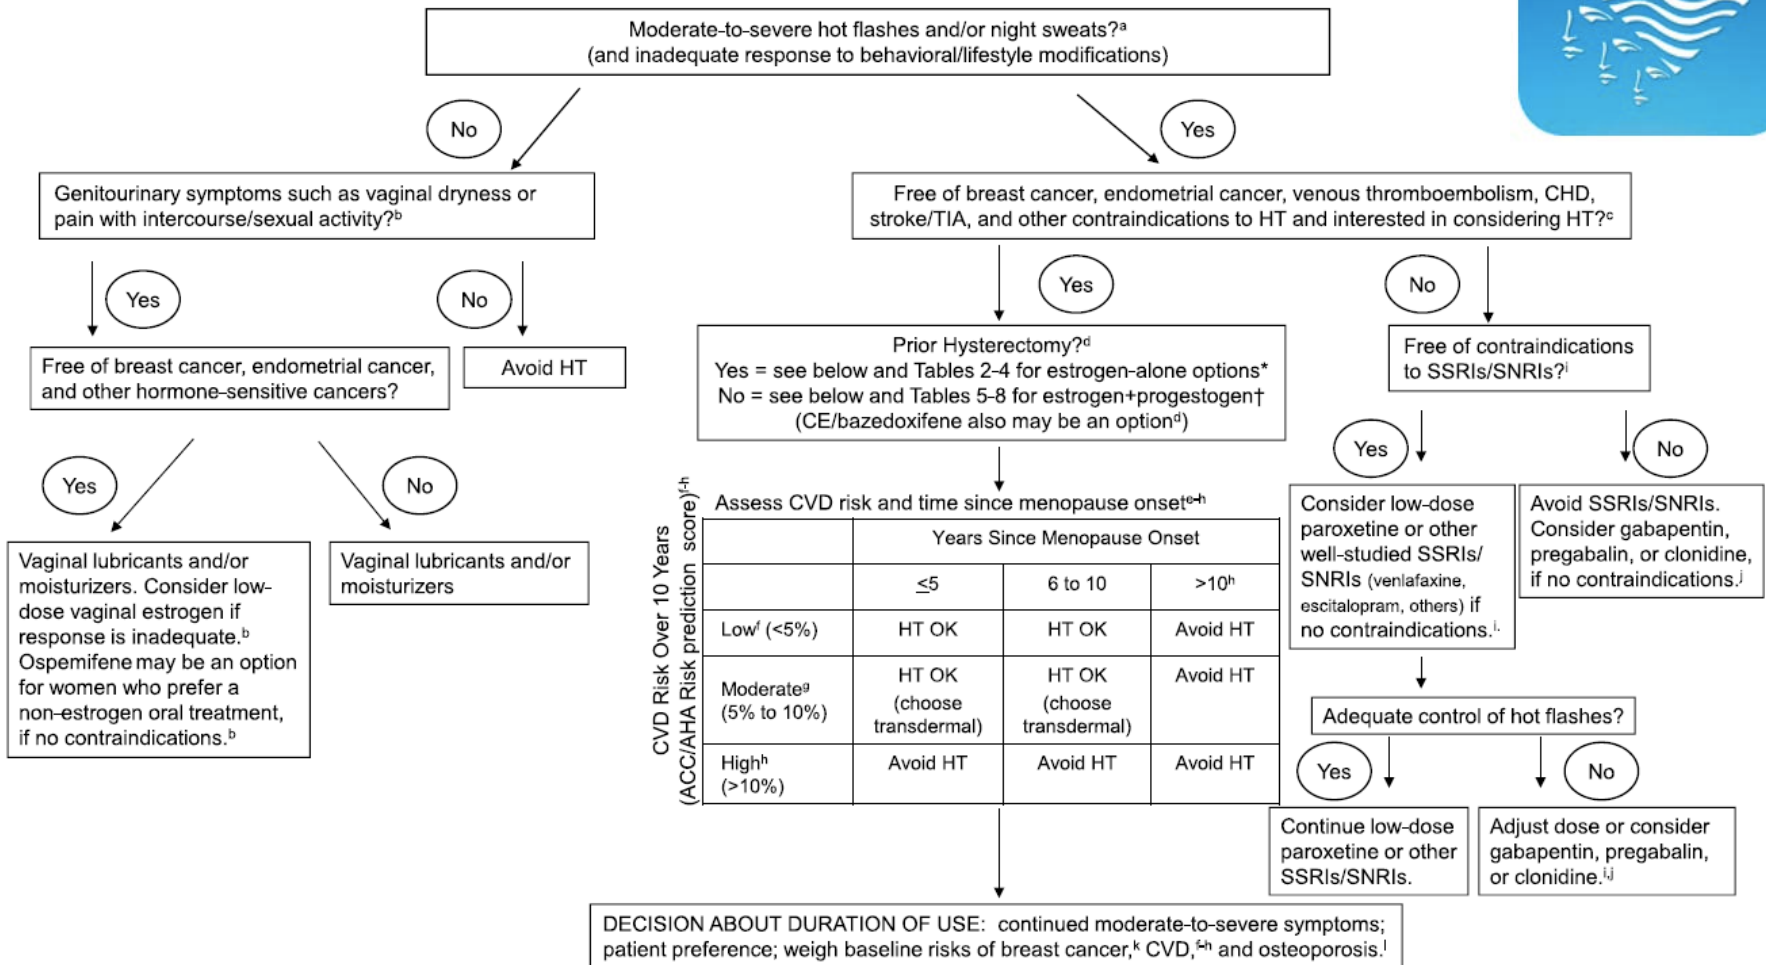 Moderate-to-severe hot flashes and/or night sweats?ᵃ
(and inadequate response to behavioral/lifestyle modifications)
No
Yes
Genitourinary symptoms such as vaginal dryness or
pain with intercourse/sexual activity?ᵇ
Free of breast cancer, endometrial cancer, venous thromboembolism, CHD,
stroke/TIA, and other contraindications to HT and interested in considering HT?ᶜ
Yes
No
Yes
No
Free of breast cancer, endometrial cancer,
and other hormone-sensitive cancers?
Avoid HT
Prior Hysterectomy?ᵈ
Yes = see below and Tables 2-4 for estrogen-alone options*
No = see below and Tables 5-8 for estrogen+progestogen†
(CE/bazedoxifene also may be an optionᵈ)
Free of contraindications
to SSRIs/SNRIs?ⁱ
Yes
No
Yes
No
Vaginal lubricants and/or
moisturizers. Consider low-
dose vaginal estrogen if
response is inadequate.ᵇ
Ospemifene may be an option
for women who prefer a
non-estrogen oral treatment,
if no contraindications.ᵇ
Vaginal lubricants and/or
moisturizers
Assess CVD risk and time since menopause onsetᵉ⁻ʰ
CVD Risk Over 10 Years
(ACC/AHA Risk prediction score)ᶠ⁻ʰ
Years Since Menopause Onset
≤5 6 to 10 >10ʰ
Lowᶠ (<5%) HT OK HT OK Avoid HT
Moderateᵍ
(5% to 10%)
HT OK
(choose
transdermal)
HT OK
(choose
transdermal)
Avoid HT
Highʰ
(>10%)
Avoid HT Avoid HT Avoid HT
Consider low-dose
paroxetine or other
well-studied SSRIs/
SNRIs (venlafaxine,
escitalopram, others) if
no contraindications.ⁱ·
Avoid SSRIs/SNRIs.
Consider gabapentin,
pregabalin, or clonidine,
if no contraindications.ʲ
Adequate control of hot flashes?
Yes
No
Continue low-dose
paroxetine or other
SSRIs/SNRIs.
Adjust dose or consider
gabapentin, pregabalin,
or clonidine.ⁱ,ʲ
DECISION ABOUT DURATION OF USE: continued moderate-to-severe symptoms;
patient preference; weigh baseline risks of breast cancer,ᵏ CVD,ᶠ⁻ʰ and osteoporosis.ˡ